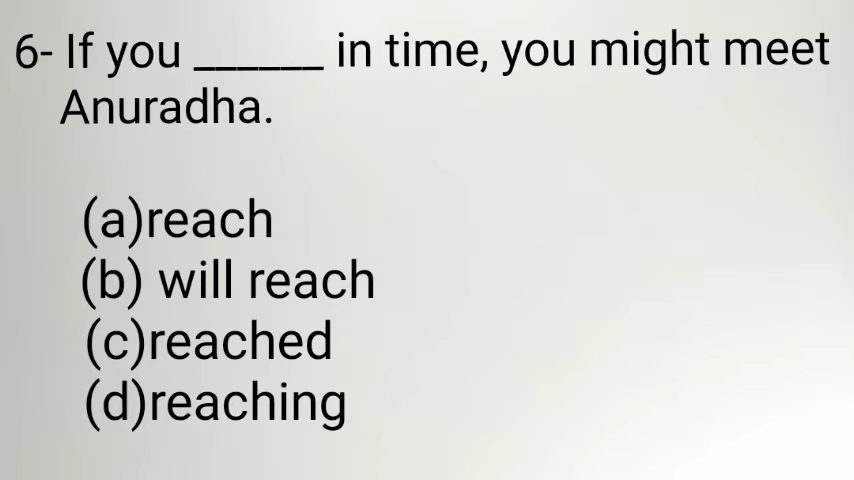 6- If you ______ in time, you might meet
Anuradha.
(a)reach
(b) will reach
(c)reached
(d)reaching